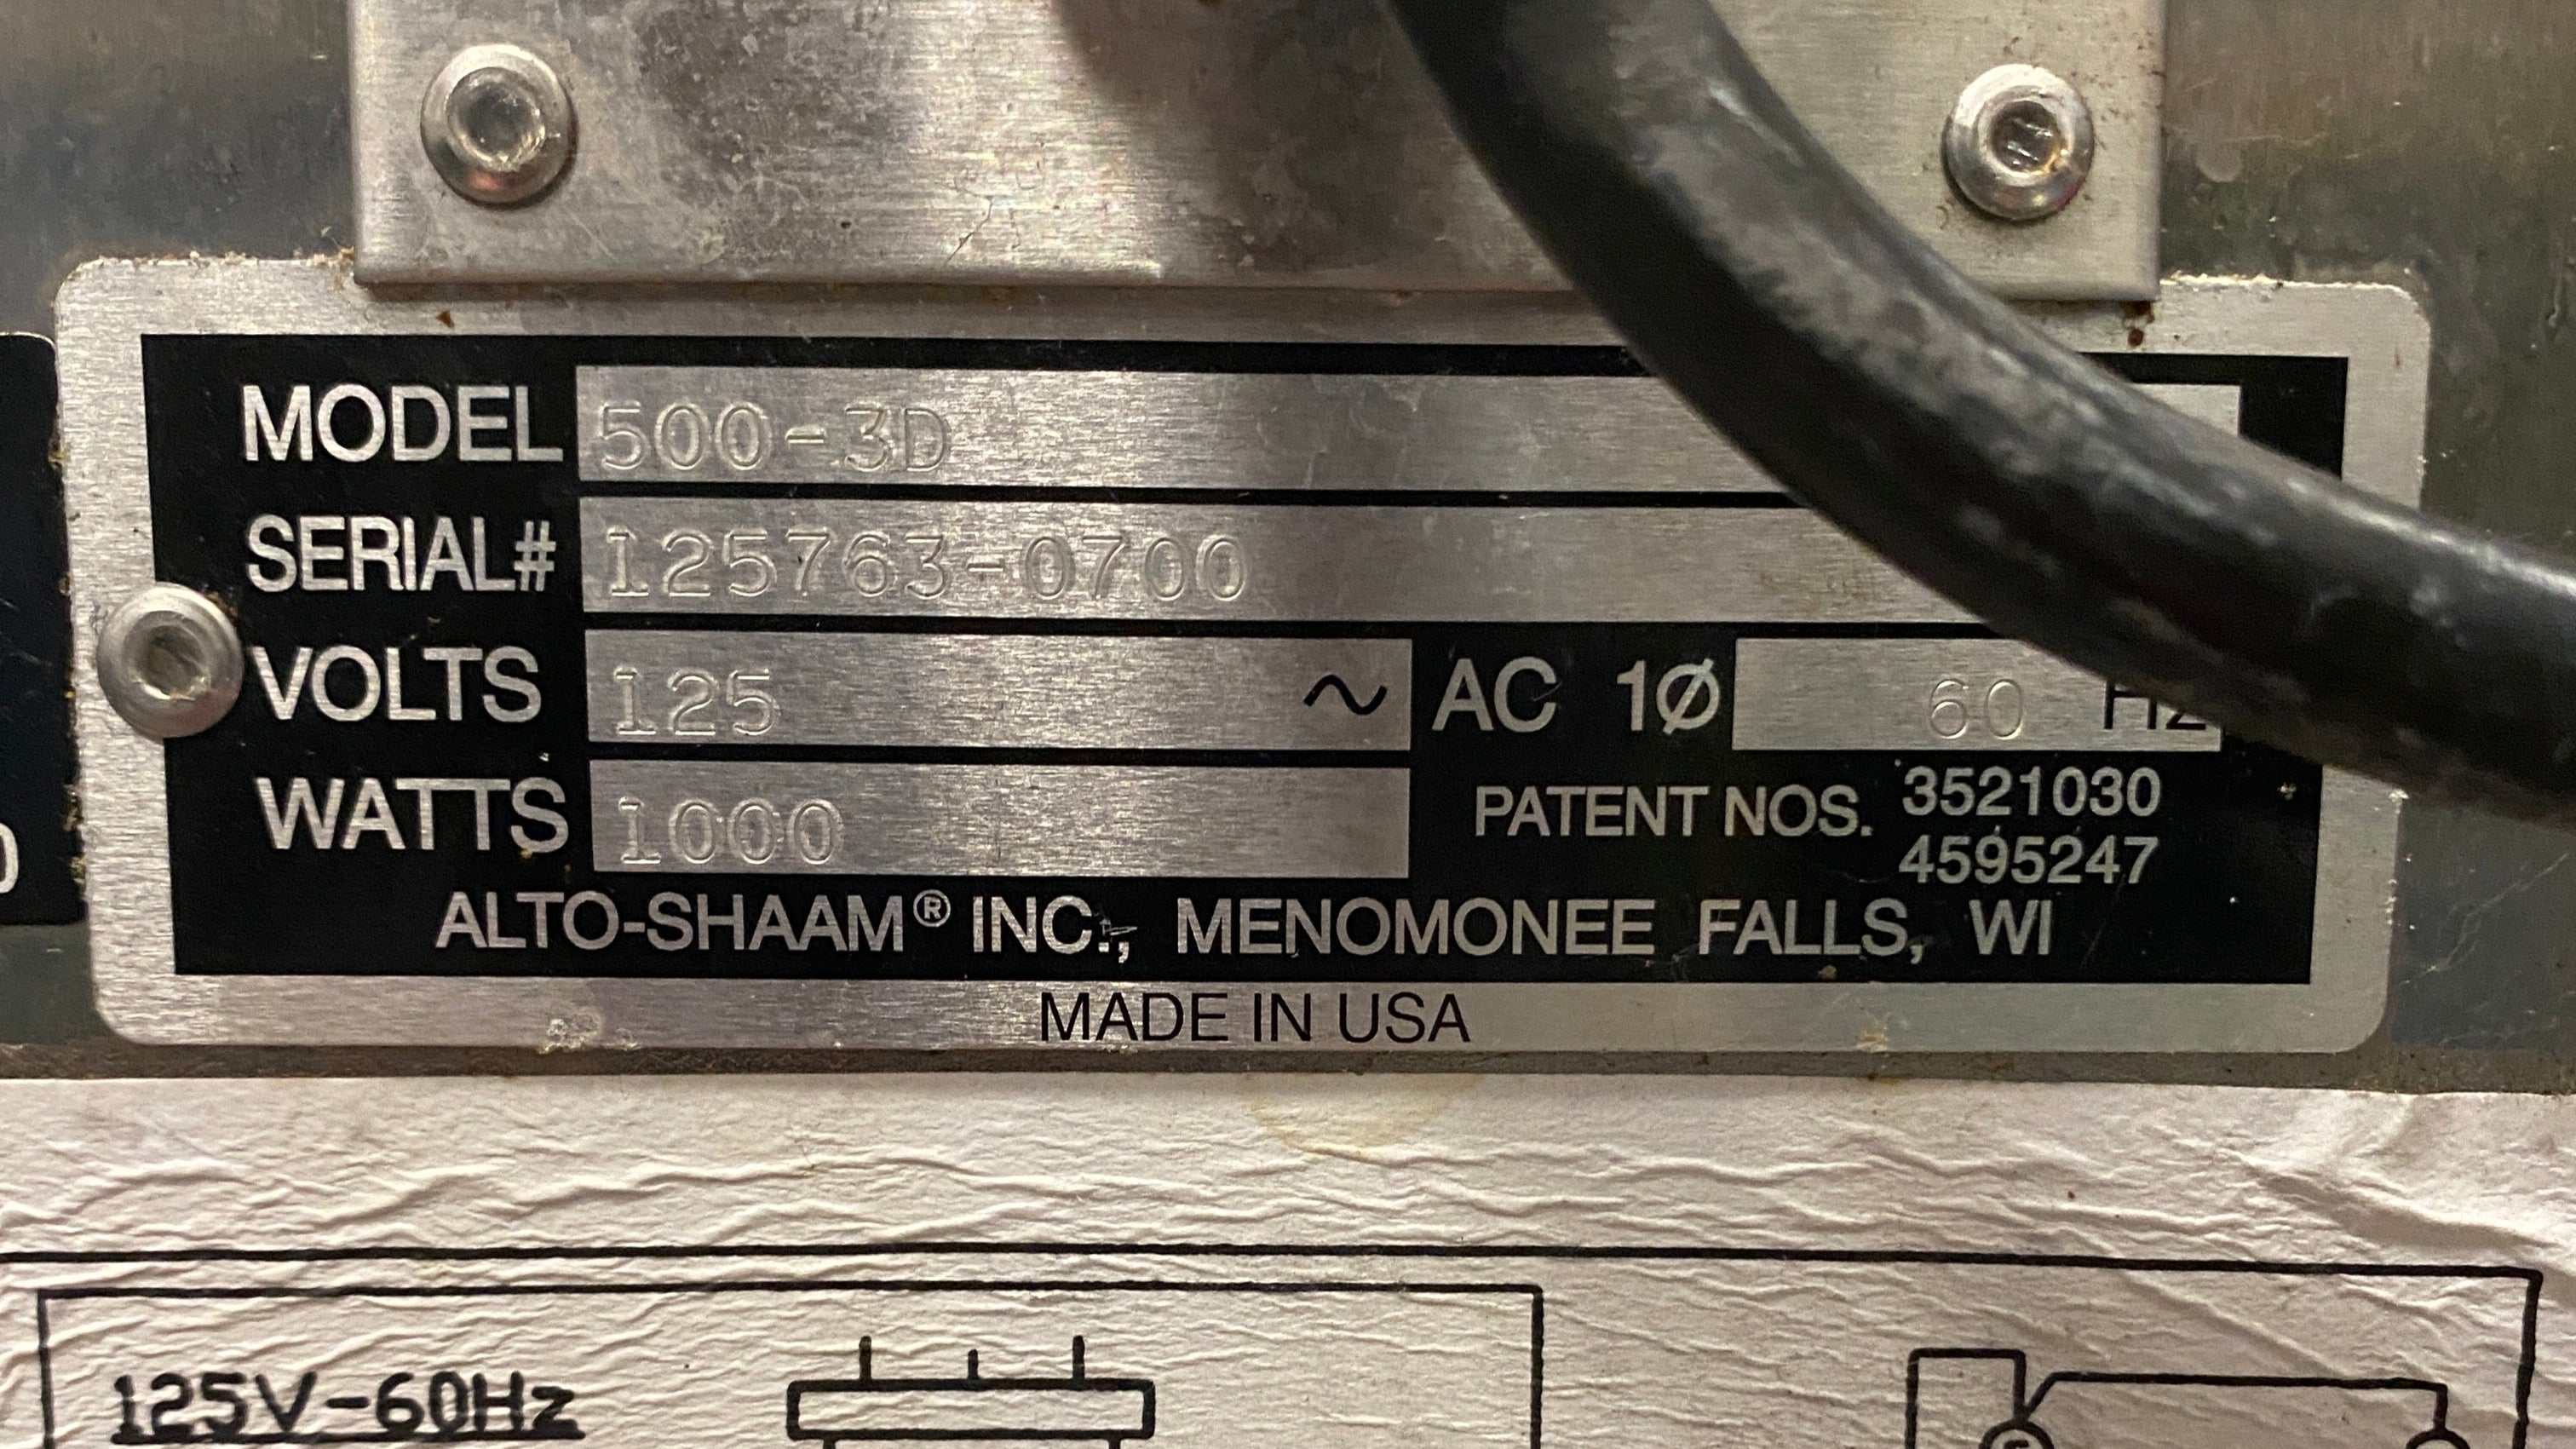 MODEL 500-3D
SERIAL# 125763-0700
VOLTS 125 ~ AC 1Ø 60 Hz
WATTS 1000
PATENT NOS. 3521030
4595247
ALTO-SHAAM® INC., MENOMONEE FALLS, WI
MADE IN USA
125V-60Hz